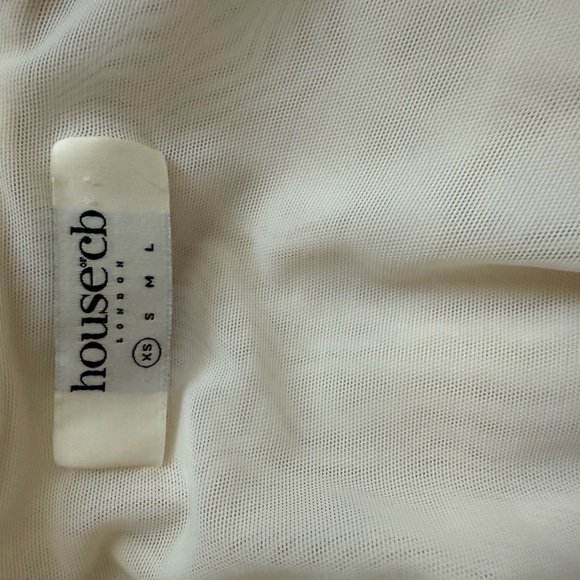 house OF cb
LONDON
XS S M L